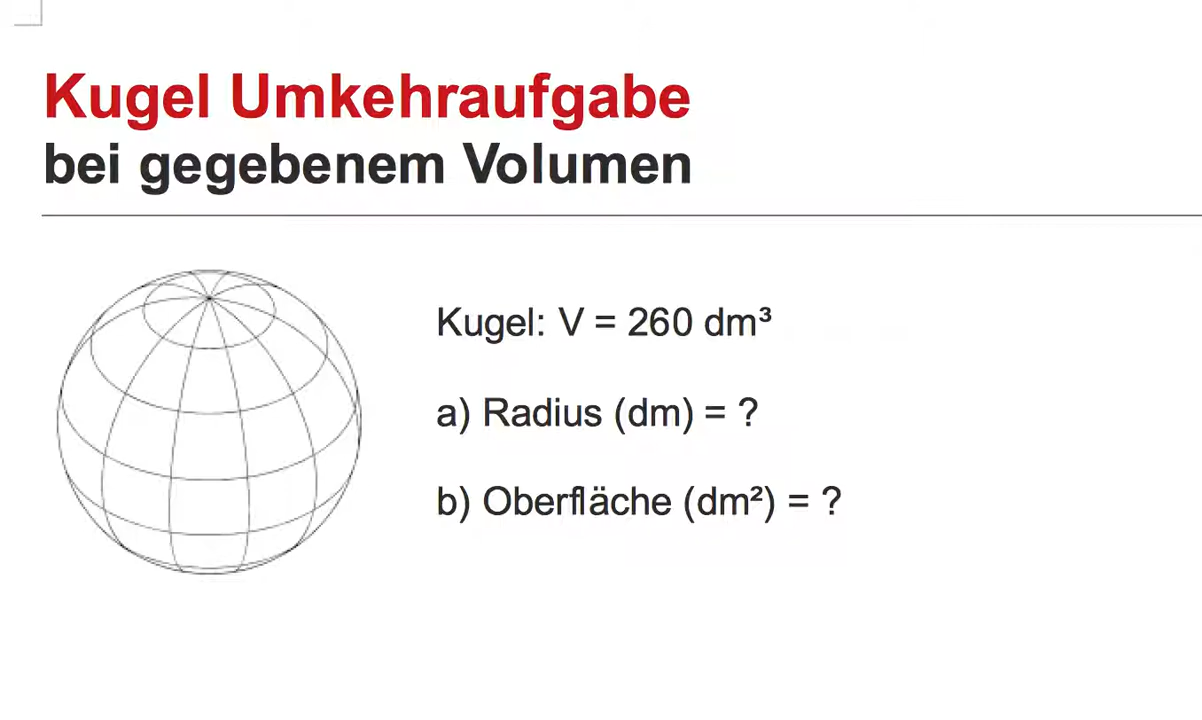 Kugel Umkehraufgabe
bei gegebenem Volumen
Kugel: V = 260 dm³
a) Radius (dm) = ?
b) Oberfläche (dm²) = ?